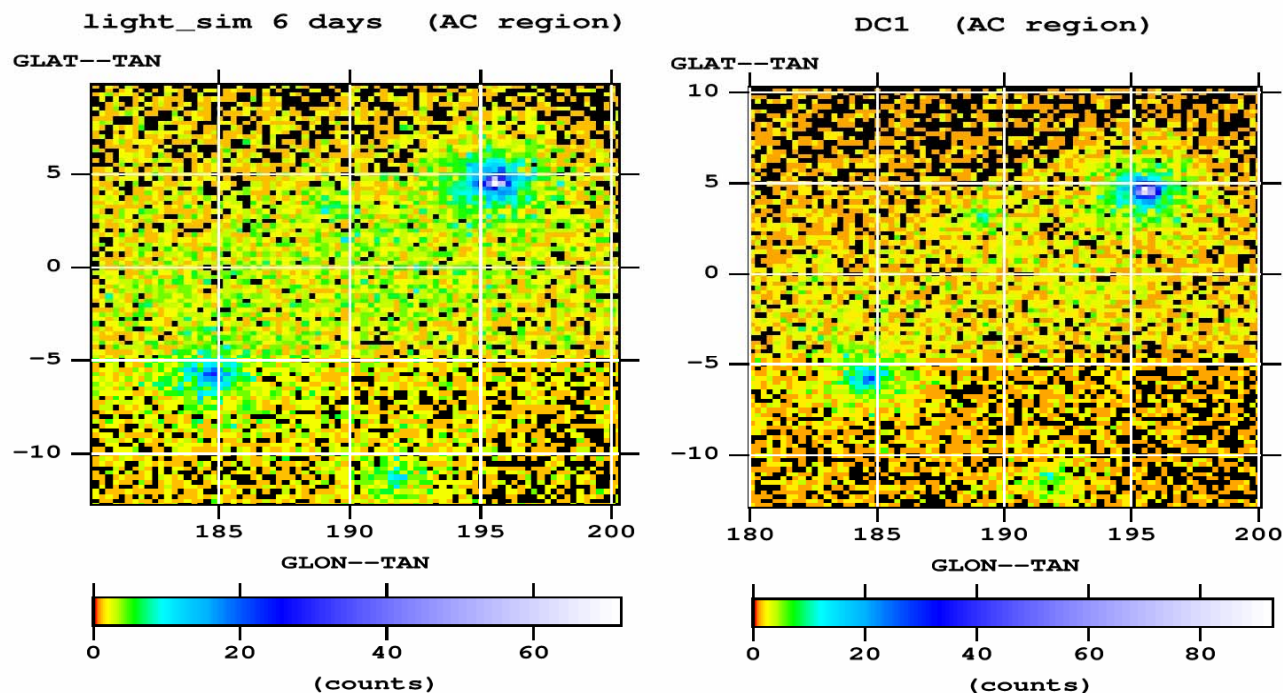 light_sim 6 days (AC region)
GLAT--TAN
5
0
-5
-10
185 190 195 200
GLON--TAN
0 20 40 60
(counts)
DC1 (AC region)
GLAT--TAN
10
5
0
-5
-10
180 185 190 195 200
GLON--TAN
0 20 40 60 80
(counts)